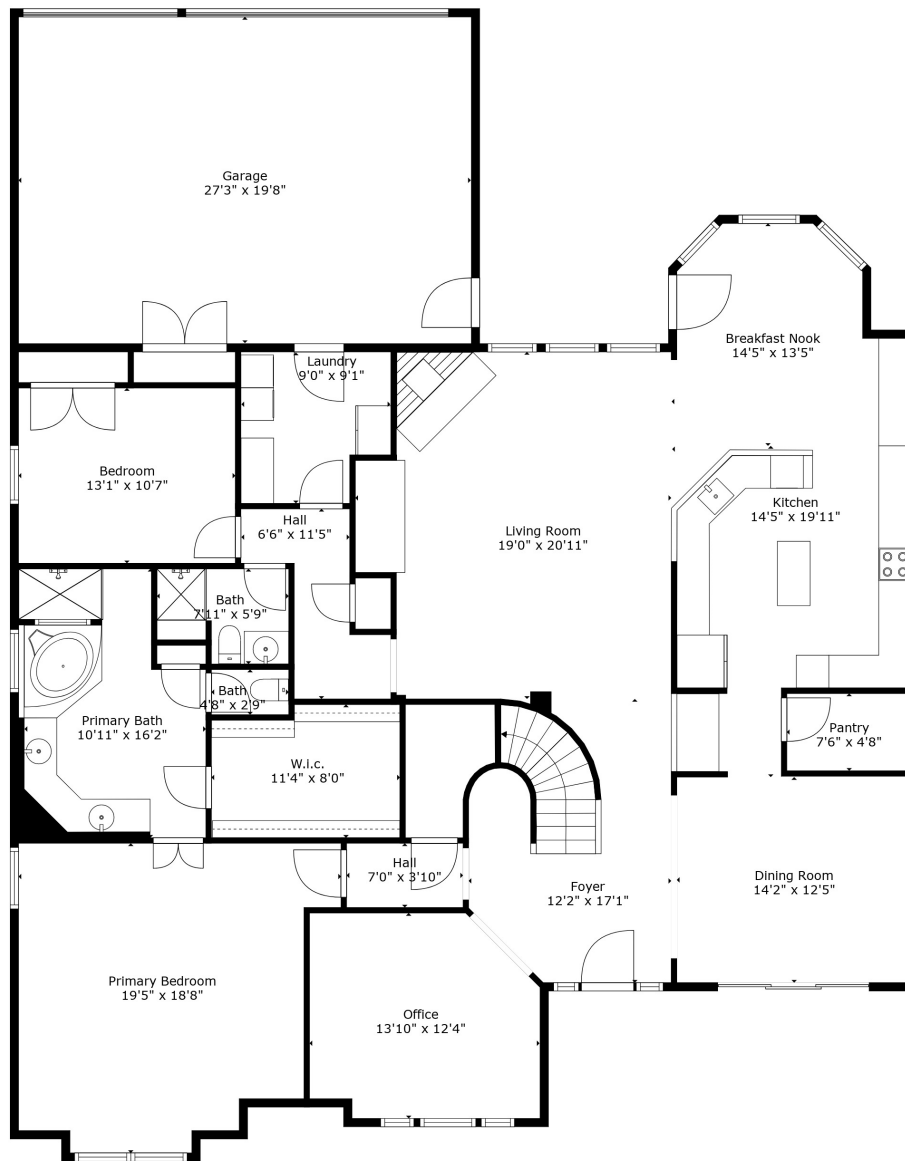 Garage
27'3" x 19'8"
Breakfast Nook
14'5" x 13'5"
Laundry
9'0" x 9'1"
Bedroom
13'1" x 10'7"
Hall
6'6" x 11'5"
Living Room
19'0" x 20'11"
Kitchen
14'5" x 19'11"
Bath
7'11" x 5'9"
Bath
4'8" x 2'9"
Primary Bath
10'11" x 16'2"
W.i.c.
11'4" x 8'0"
Pantry
7'6" x 4'8"
Hall
7'0" x 3'10"
Foyer
12'2" x 17'1"
Dining Room
14'2" x 12'5"
Primary Bedroom
19'5" x 18'8"
Office
13'10" x 12'4"